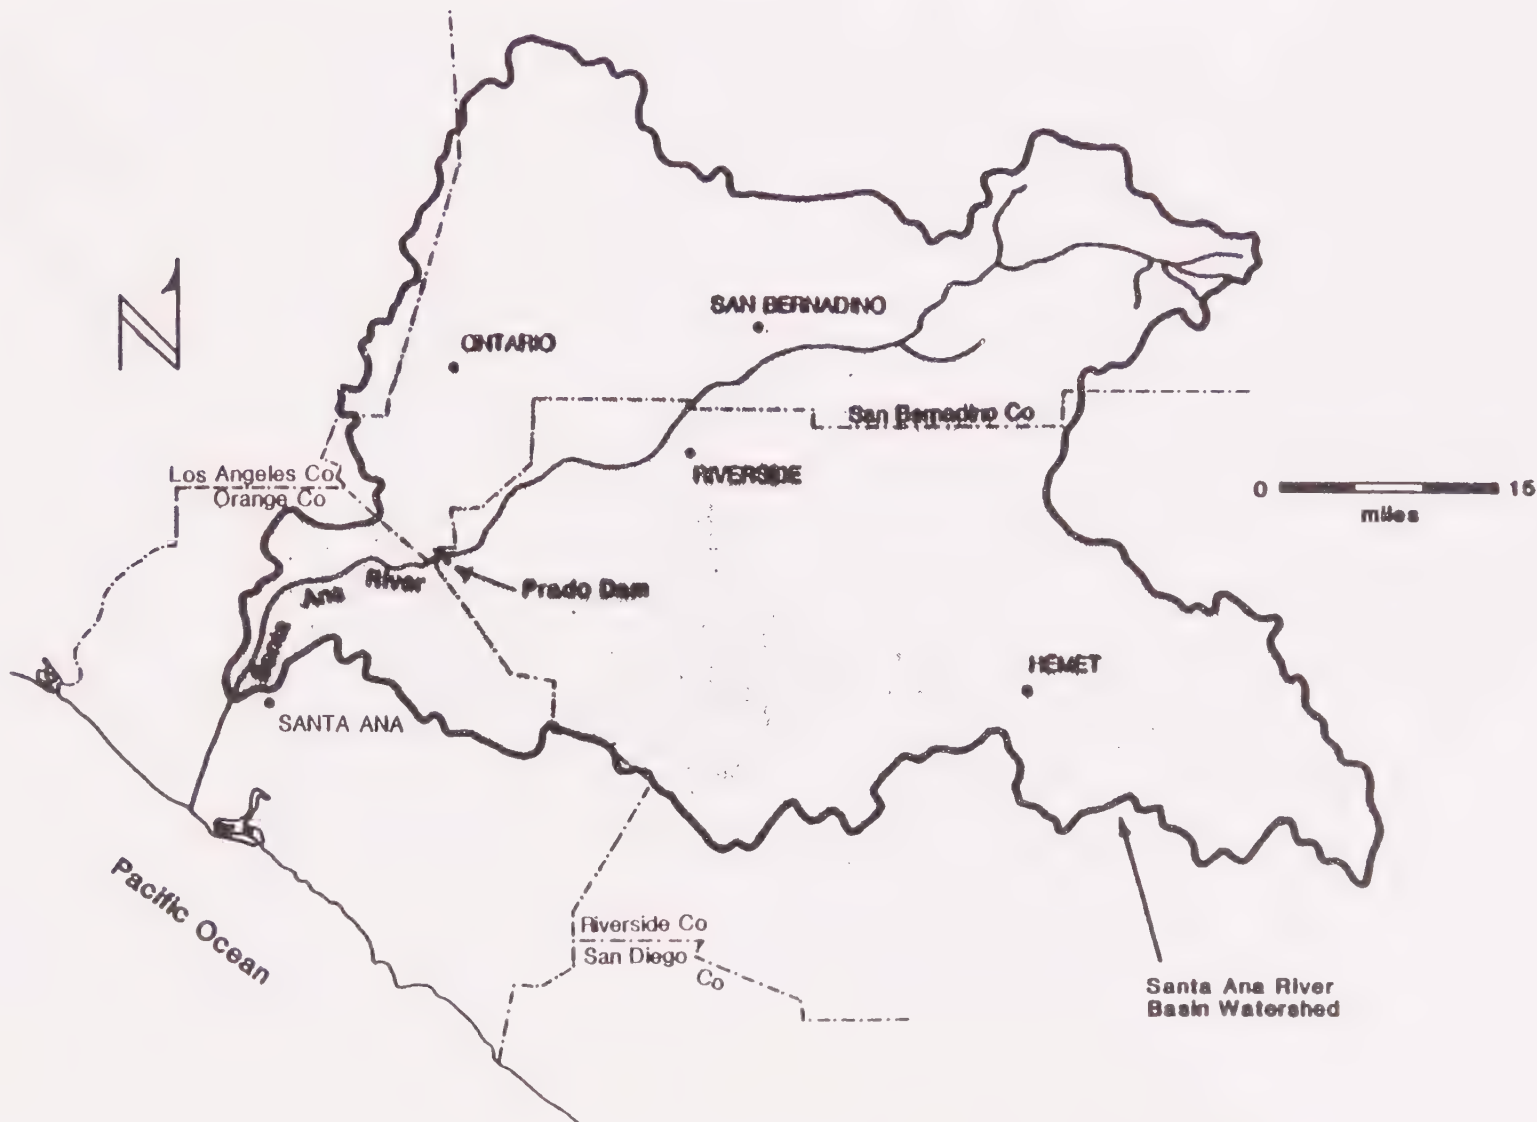 SAN BERNADINO
ONTARIO
San Bernadino Co
RIVERSIDE
Los Angeles Co
Orange Co
0 15
miles
Santa Ana River
Prado Dam
HEMET
SANTA ANA
Pacific Ocean
Riverside Co
San Diego Co
Santa Ana River
Basin Watershed